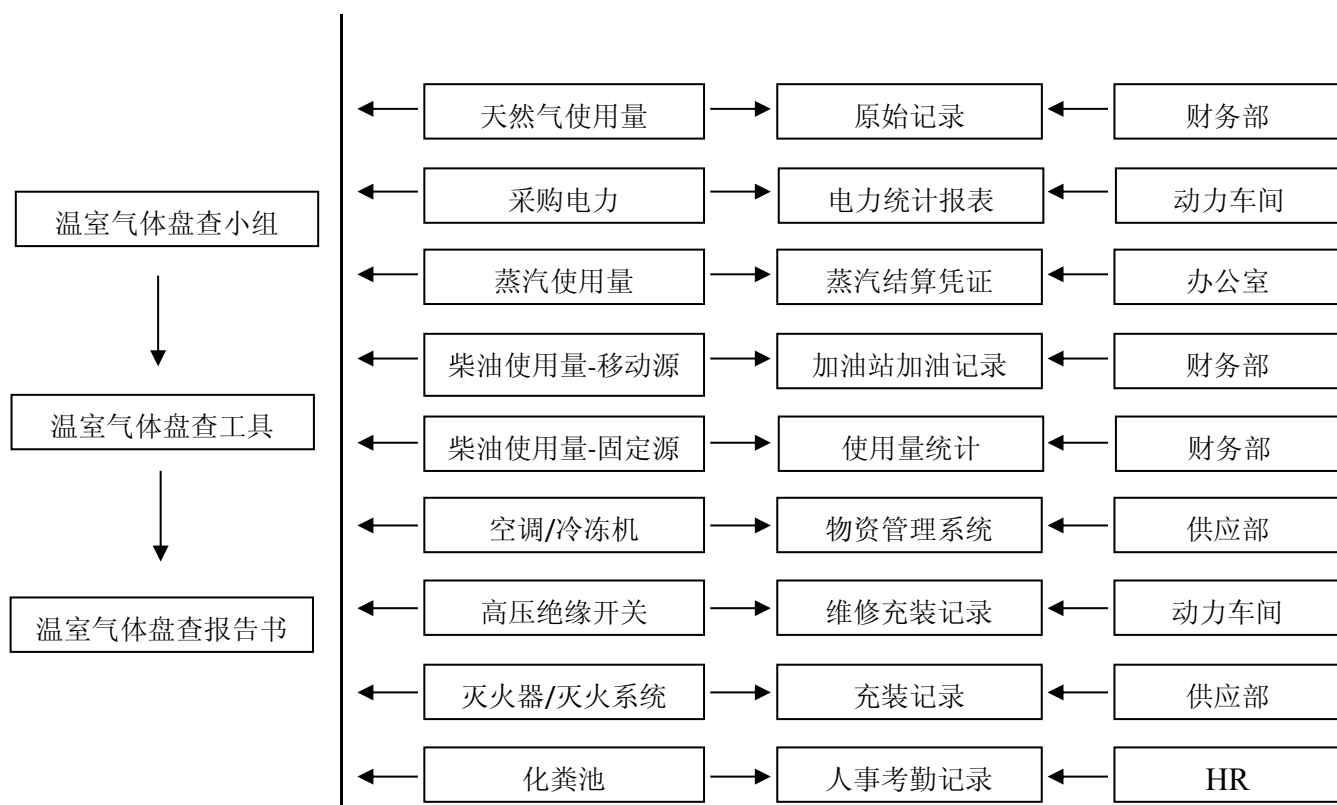 温室气体盘查小组
温室气体盘查工具
温室气体盘查报告书
天然气使用量
原始记录
财务部
采购电力
电力统计报表
动力车间
蒸汽使用量
蒸汽结算凭证
办公室
柴油使用量-移动源
加油站加油记录
财务部
柴油使用量-固定源
使用量统计
财务部
空调/冷冻机
物资管理系统
供应部
高压绝缘开关
维修充装记录
动力车间
灭火器/灭火系统
充装记录
供应部
化粪池
人事考勤记录
HR